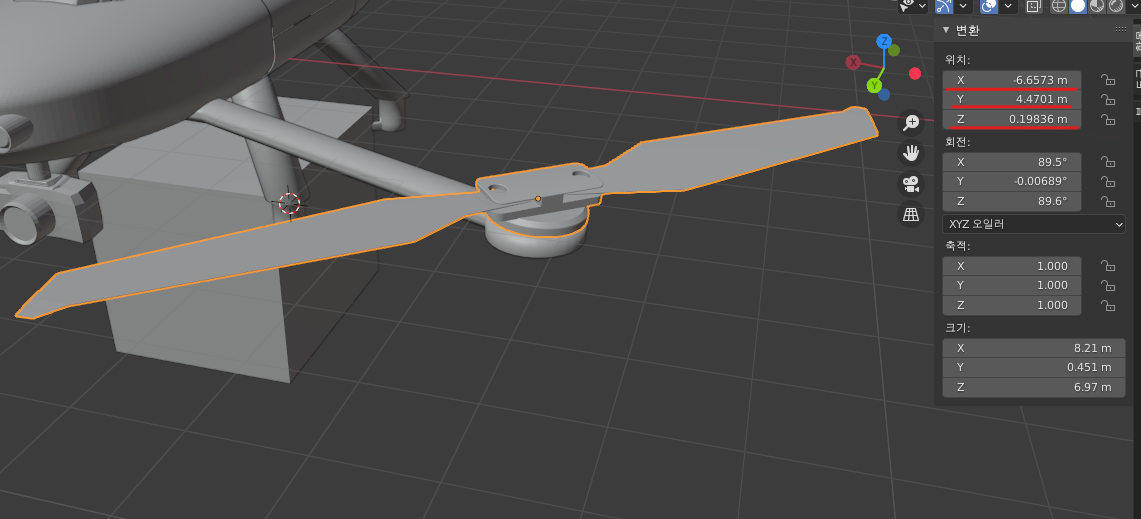 변환
위치:
X -6.6573 m
Y 4.4701 m
Z 0.19836 m
회전:
X 89.5°
Y -0.00689°
Z 89.6°
XYZ 오일러
축적:
X 1.000
Y 1.000
Z 1.000
크기:
X 8.21 m
Y 0.451 m
Z 6.97 m
Z
X
Y